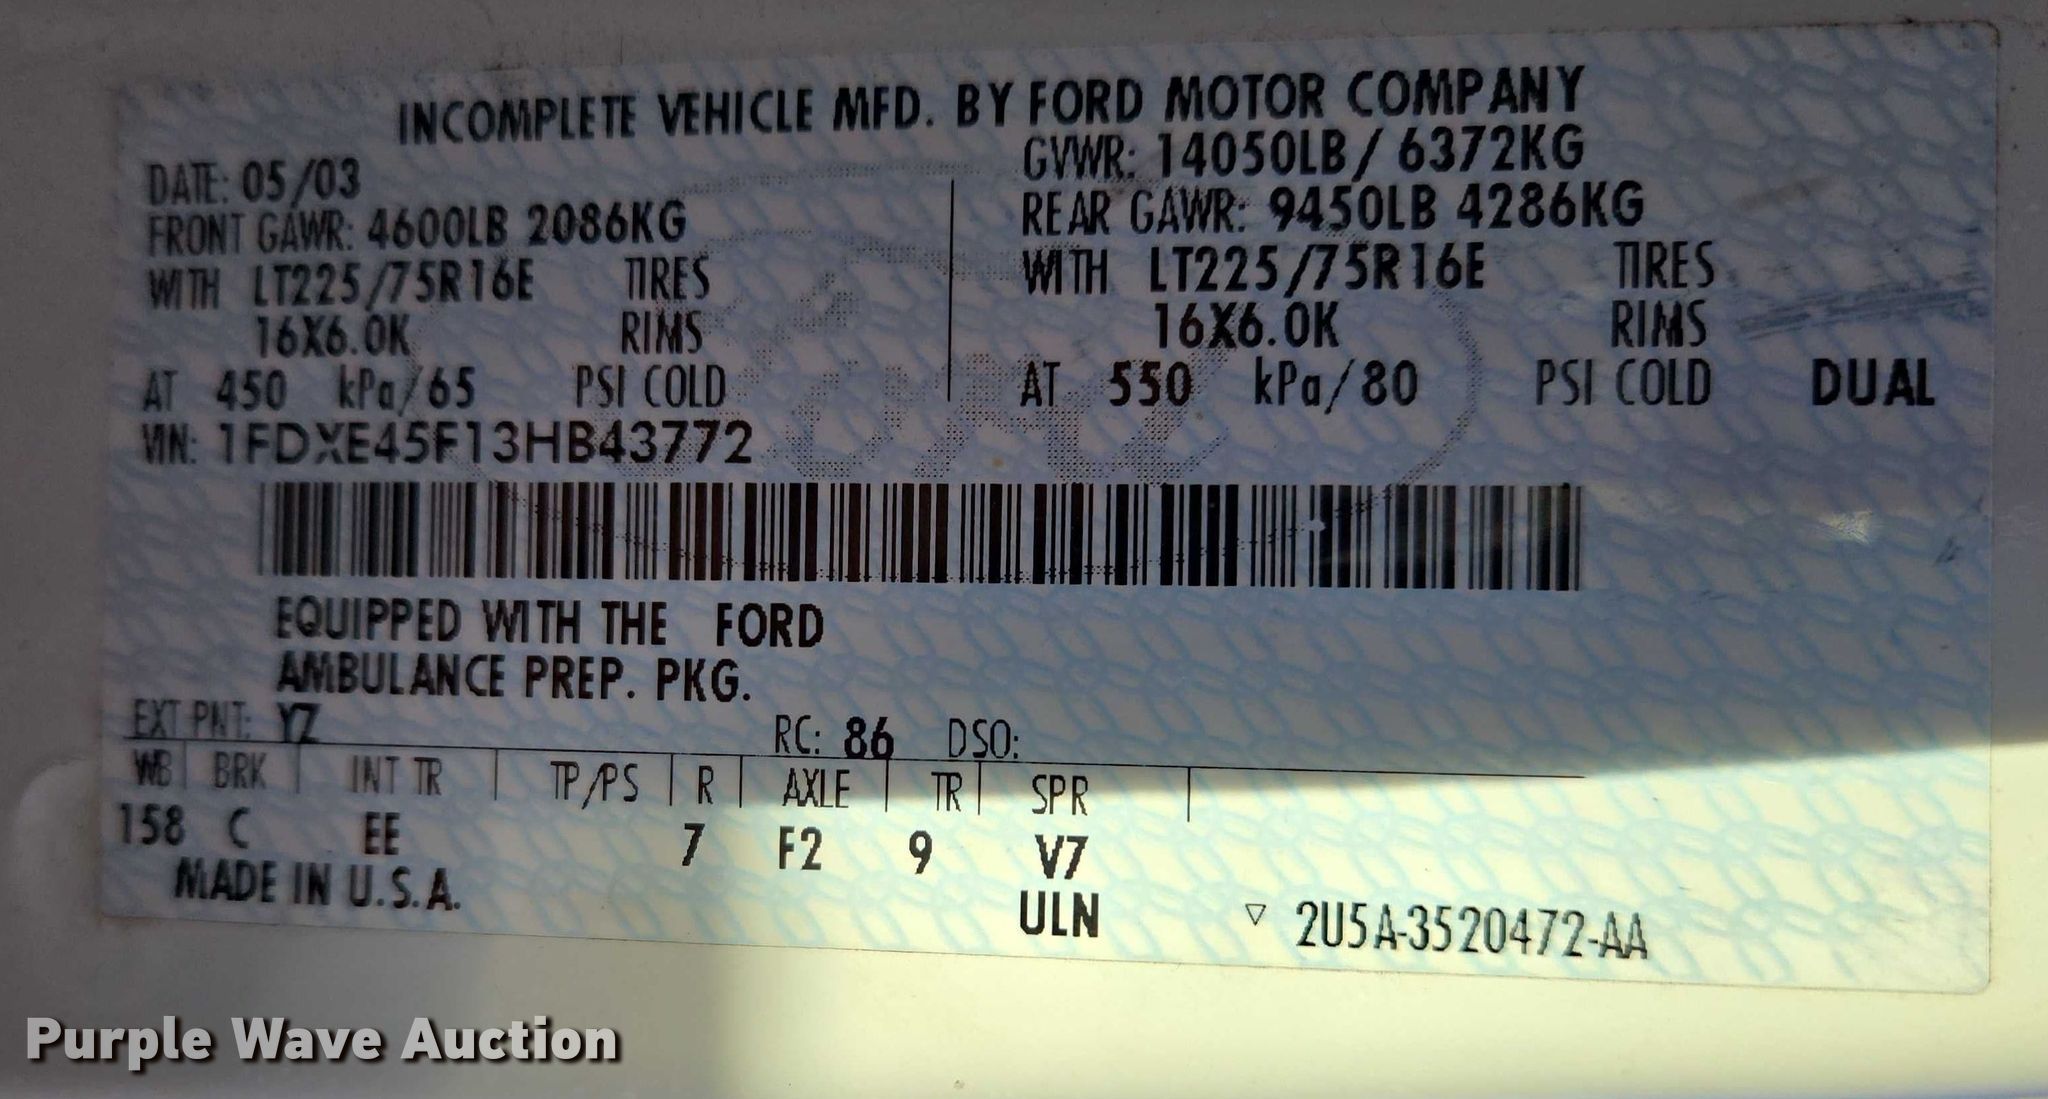 INCOMPLETE VEHICLE MFD. BY FORD MOTOR COMPANY
DATE: 05/03
GVWR: 14050LB/ 6372KG
FRONT GAWR: 4600LB 2086KG
REAR GAWR: 9450LB 4286KG
WITH LT225/75R16E TIRES
WITH LT225/75R16E TIRES
16X6.0K RIMS
16X6.0K RIMS
AT 450 kPa/65 PSI COLD
AT 550 kPa/80 PSI COLD DUAL
VIN: 1FDXE45F13HB43772
EQUIPPED WITH THE FORD
AMBULANCE PREP. PKG.
EXT PNT: YZ RC: 86 DSO:
WB BRK INT TR TP/PS R AXLE TR SPR
158 C EE 7 F2 9 V7
MADE IN U.S.A. ULN
▽ 2U5A-3520472-AA
Purple Wave Auction